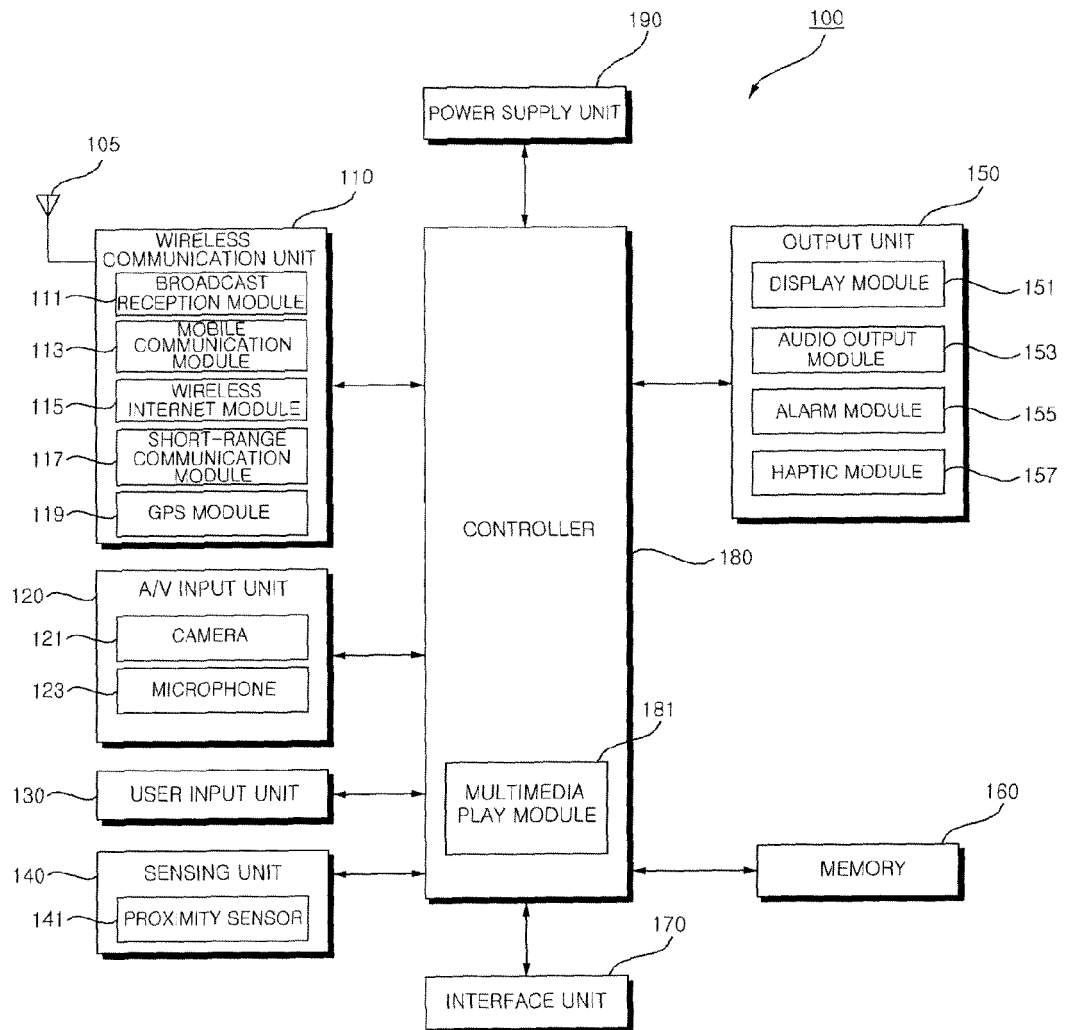 100
190
POWER SUPPLY UNIT
105
110
WIRELESS
COMMUNICATION UNIT
111
BROADCAST
RECEPTION MODULE
113
MOBILE
COMMUNICATION
MODULE
115
WIRELESS
INTERNET MODULE
117
SHORT-RANGE
COMMUNICATION
MODULE
119
GPS MODULE
120
A/V INPUT UNIT
121
CAMERA
123
MICROPHONE
130
USER INPUT UNIT
140
SENSING UNIT
141
PROXIMITY SENSOR
CONTROLLER
180
181
MULTIMEDIA
PLAY MODULE
150
OUTPUT UNIT
DISPLAY MODULE
151
AUDIO OUTPUT
MODULE
153
ALARM MODULE
155
HAPTIC MODULE
157
160
MEMORY
170
INTERFACE UNIT